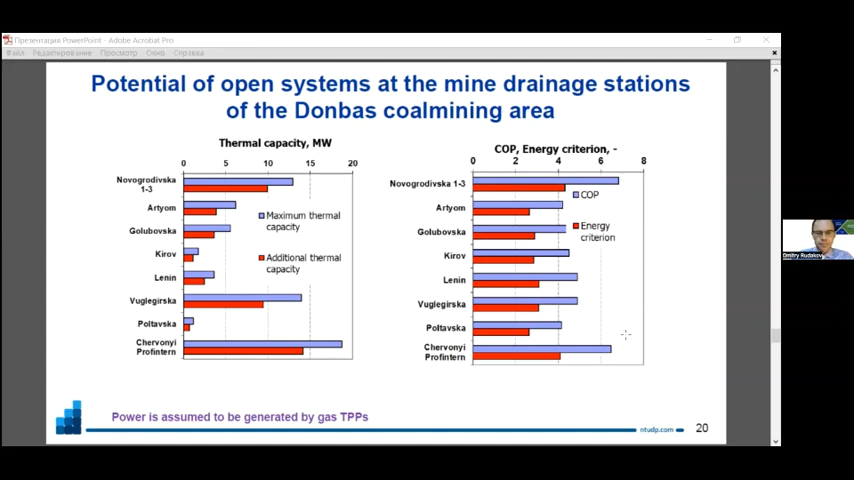 Презентация PowerPoint - Adobe Acrobat Pro
Файл Редактирование Просмотр Окно Справка
Potential of open systems at the mine drainage stations
of the Donbas coalmining area
Thermal capacity, MW
0 5 10 15 20
Novogrodivska
1-3
Artyom
Golubovska
Kirov
Lenin
Vuglegirska
Poltavska
Chervonyi
Profintern
Maximum thermal
capacity
Additional thermal
capacity
COP, Energy criterion, -
0 2 4 6 8
Novogrodivska 1-3
Artyom
Golubovska
Kirov
Lenin
Vuglegirska
Poltavska
Chervonyi
Profintern
COP
Energy
criterion
Dmitry Rudakov
Power is assumed to be generated by gas TPPs
ntudp.com
20